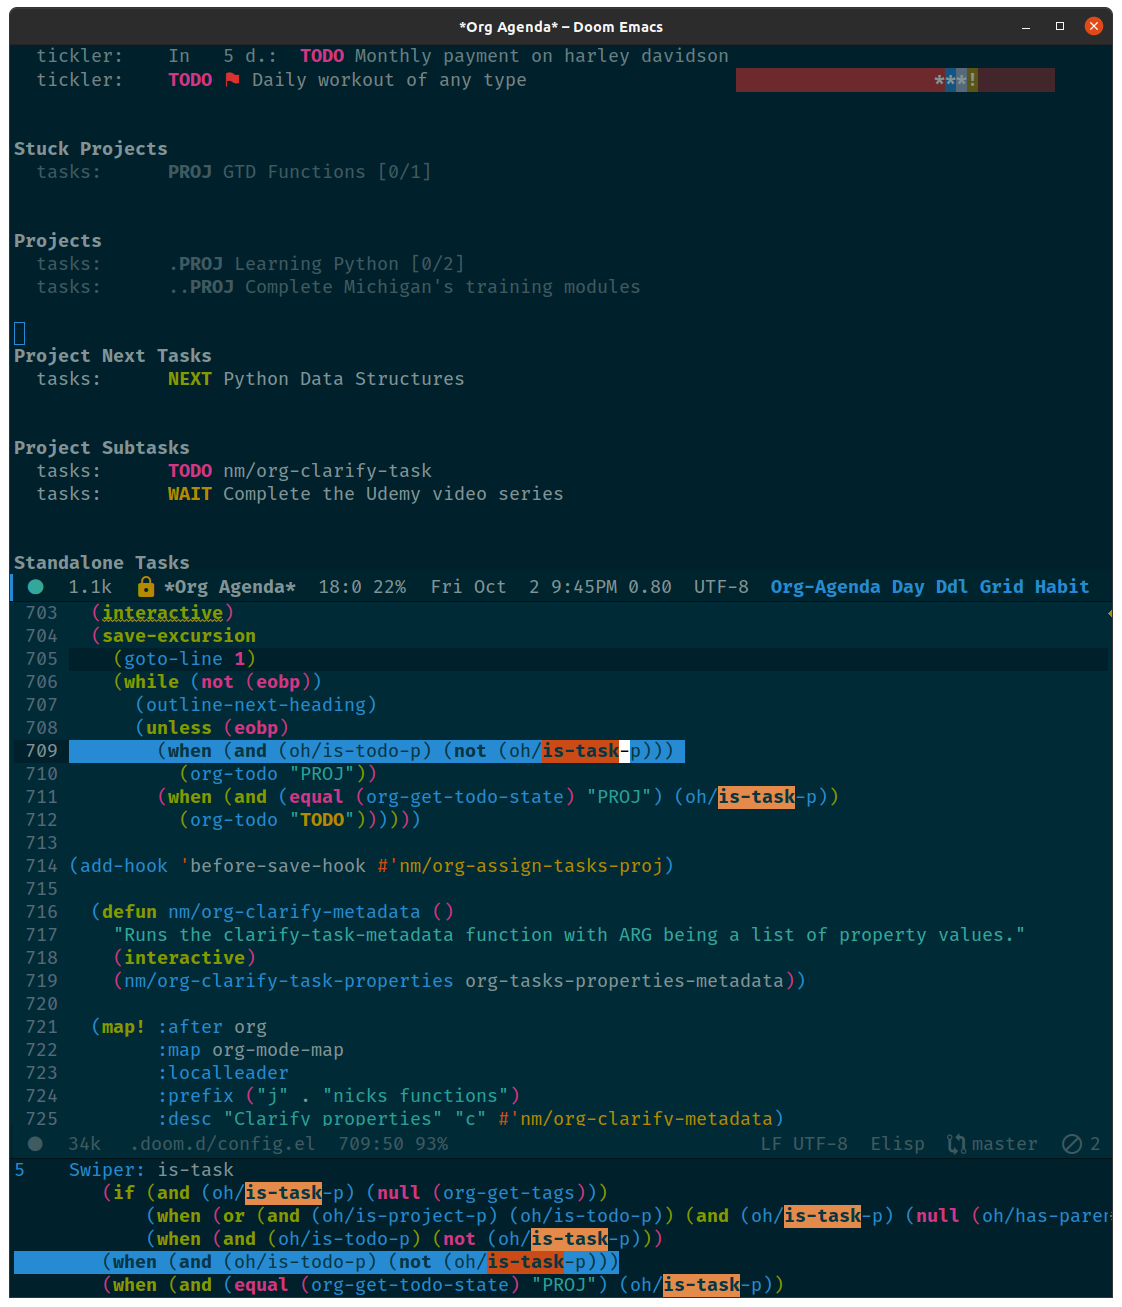 *Org Agenda* – Doom Emacs
tickler: In 5 d.: TODO Monthly payment on harley davidson
tickler: TODO Daily workout of any type ***!
Stuck Projects
tasks: PROJ GTD Functions [0/1]
Projects
tasks: .PROJ Learning Python [0/2]
tasks: ..PROJ Complete Michigan's training modules
Project Next Tasks
tasks: NEXT Python Data Structures
Project Subtasks
tasks: TODO nm/org-clarify-task
tasks: WAIT Complete the Udemy video series
Standalone Tasks
1.1k *Org Agenda* 18:0 22% Fri Oct 2 9:45PM 0.80 UTF-8 Org-Agenda Day Ddl Grid Habit
703 (interactive)
704 (save-excursion
705 (goto-line 1)
706 (while (not (eobp))
707 (outline-next-heading)
708 (unless (eobp)
709 (when (and (oh/is-todo-p) (not (oh/is-task-p)))
710 (org-todo "PROJ"))
711 (when (and (equal (org-get-todo-state) "PROJ") (oh/is-task-p))
712 (org-todo "TODO"))))))
713
714 (add-hook 'before-save-hook #'nm/org-assign-tasks-proj)
715
716 (defun nm/org-clarify-metadata ()
717 "Runs the clarify-task-metadata function with ARG being a list of property values."
718 (interactive)
719 (nm/org-clarify-task-properties org-tasks-properties-metadata))
720
721 (map! :after org
722 :map org-mode-map
723 :localleader
724 :prefix ("j" . "nicks functions")
725 :desc "Clarify properties" "c" #'nm/org-clarify-metadata)
34k .doom.d/config.el 709:50 93% LF UTF-8 Elisp master 2
5 Swiper: is-task
(if (and (oh/is-task-p) (null (org-get-tags)))
(when (or (and (oh/is-project-p) (oh/is-todo-p)) (and (oh/is-task-p) (null (oh/has-paren
(when (and (oh/is-todo-p) (not (oh/is-task-p)))
(when (and (oh/is-todo-p) (not (oh/is-task-p)))
(when (and (equal (org-get-todo-state) "PROJ") (oh/is-task-p))